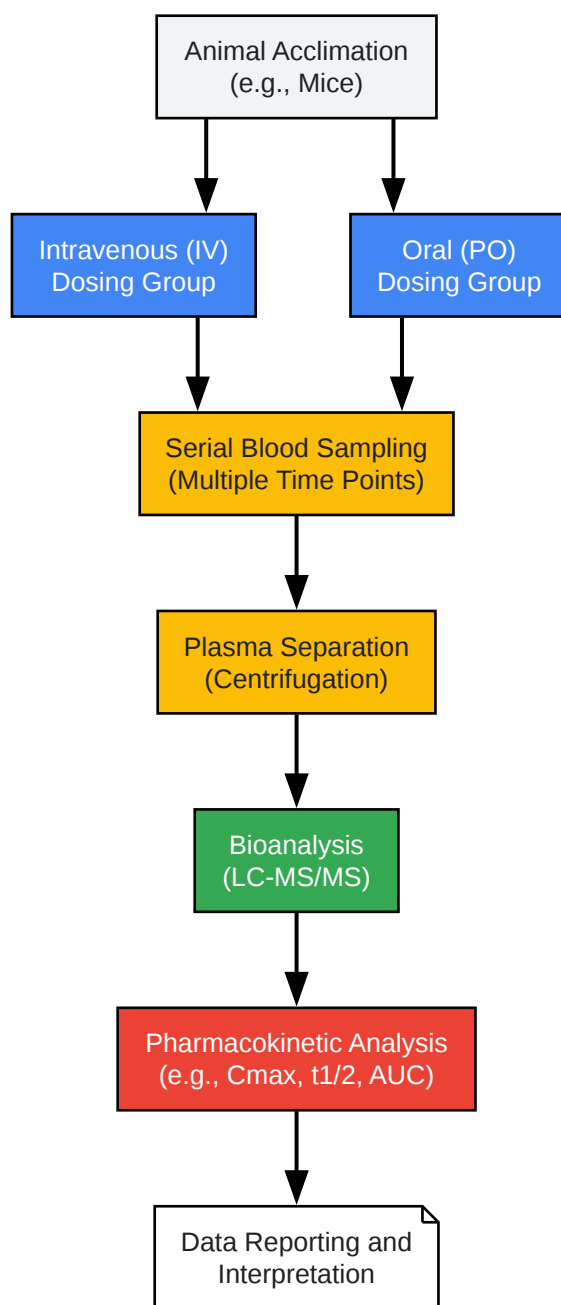 Animal Acclimation
(e.g., Mice)
Intravenous (IV)
Dosing Group
Oral (PO)
Dosing Group
Serial Blood Sampling
(Multiple Time Points)
Plasma Separation
(Centrifugation)
Bioanalysis
(LC-MS/MS)
Pharmacokinetic Analysis
(e.g., Cmax, t1/2, AUC)
Data Reporting and
Interpretation